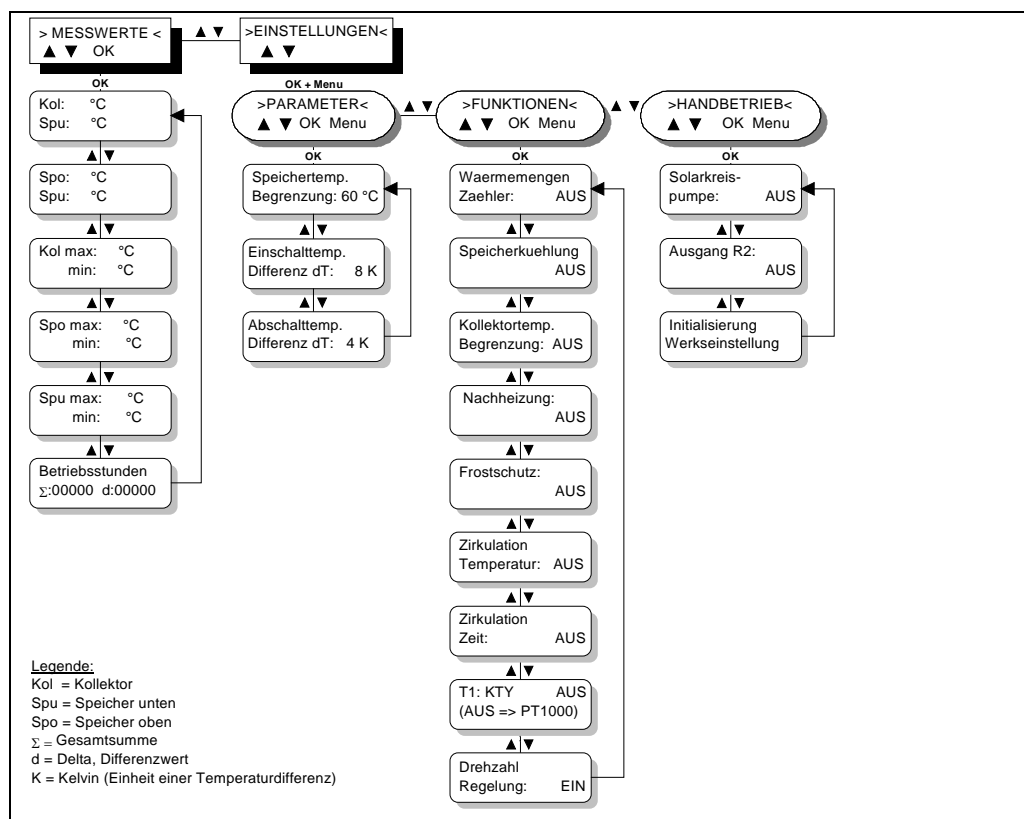 > MESSWERTE <
▲ ▼ OK
▲ ▼
>EINSTELLUNGEN<
▲ ▼
OK
Kol: °C
Spu: °C
▲ ▼
Spo: °C
Spu: °C
▲ ▼
Kol max: °C
min: °C
▲ ▼
Spo max: °C
min: °C
▲ ▼
Spu max: °C
min: °C
▲ ▼
Betriebsstunden
Σ:00000 d:00000
OK + Menu
>PARAMETER<
▲ ▼ OK Menu
▲ ▼
OK
Speichertemp.
Begrenzung: 60 °C
▲ ▼
Einschalttemp.
Differenz dT: 8 K
▲ ▼
Abschalttemp.
Differenz dT: 4 K
>FUNKTIONEN<
▲ ▼ OK Menu
▲ ▼
OK
Waermemengen
Zaehler: AUS
▲ ▼
Speicherkuehlung
AUS
▲ ▼
Kollektortemp.
Begrenzung: AUS
▲ ▼
Nachheizung:
AUS
▲ ▼
Frostschutz:
AUS
▲ ▼
Zirkulation
Temperatur: AUS
▲ ▼
Zirkulation
Zeit: AUS
▲ ▼
T1: KTY AUS
(AUS => PT1000)
▲ ▼
Drehzahl
Regelung: EIN
>HANDBETRIEB<
▲ ▼ OK Menu
OK
Solarkreis-
pumpe: AUS
▲ ▼
Ausgang R2:
AUS
▲ ▼
Initialisierung
Werkseinstellung
Legende:
Kol = Kollektor
Spu = Speicher unten
Spo = Speicher oben
Σ = Gesamtsumme
d = Delta, Differenzwert
K = Kelvin (Einheit einer Temperaturdifferenz)